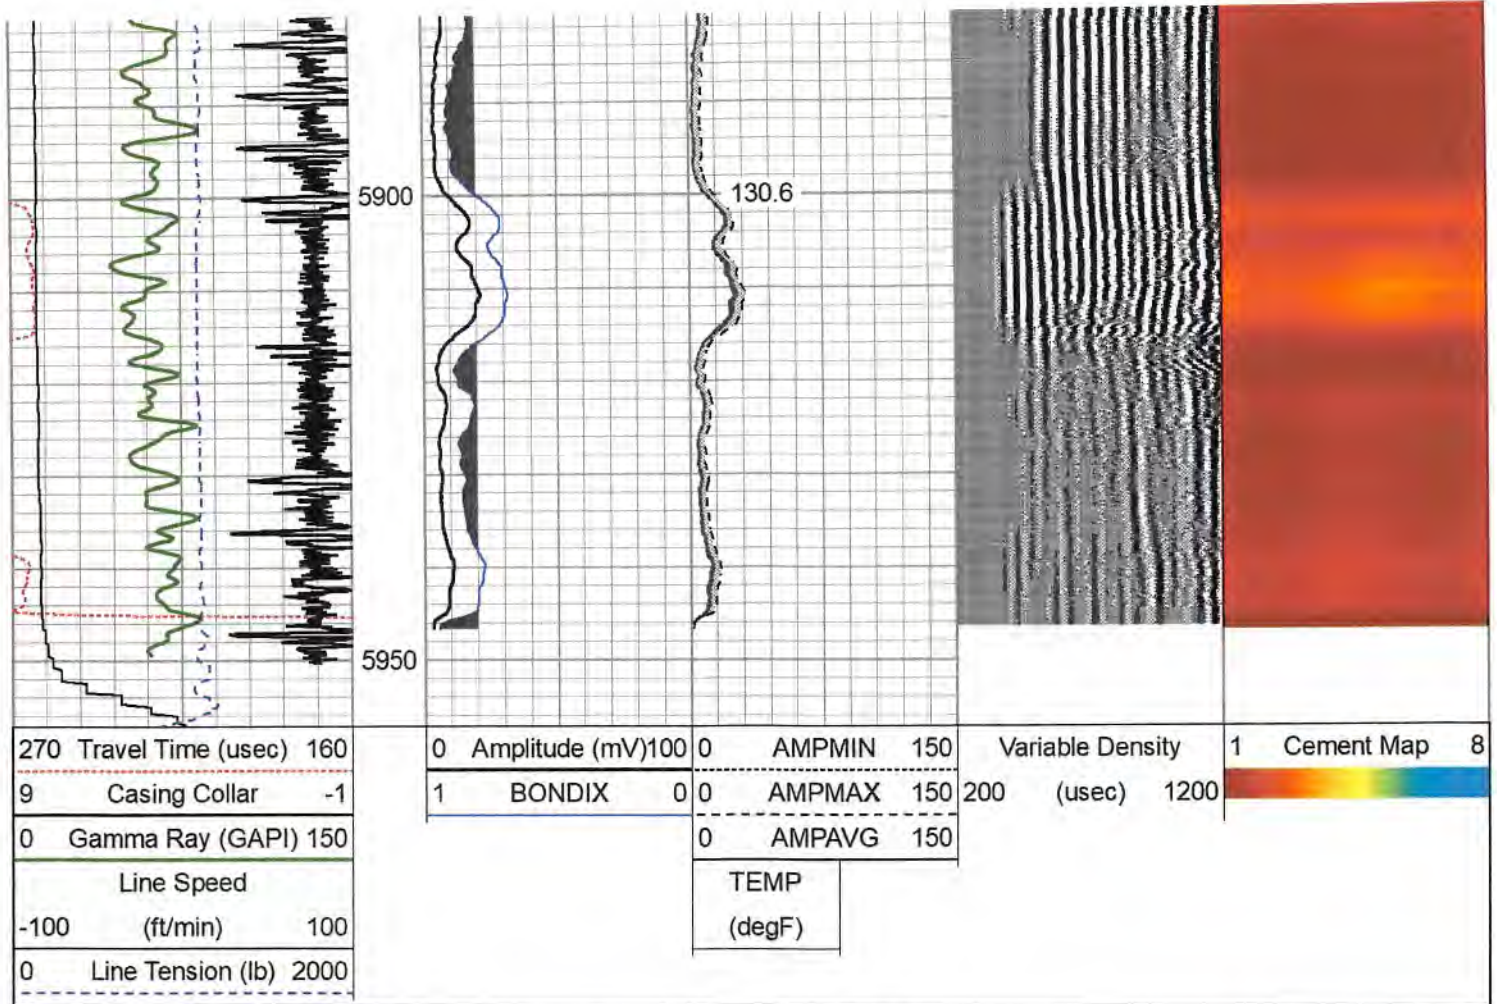 130.6
5900
5950
270 Travel Time (usec) 160
0 Amplitude (mV)100
0 AMPMIN 150
Variable Density
1 Cement Map 8
9 Casing Collar -1
1 BONDIX 0
0 AMPMAX 150
200 (usec) 1200
0 Gamma Ray (GAPI) 150
0 AMPAVG 150
Line Speed
TEMP
-100 (ft/min) 100
(degF)
0 Line Tension (lb) 2000